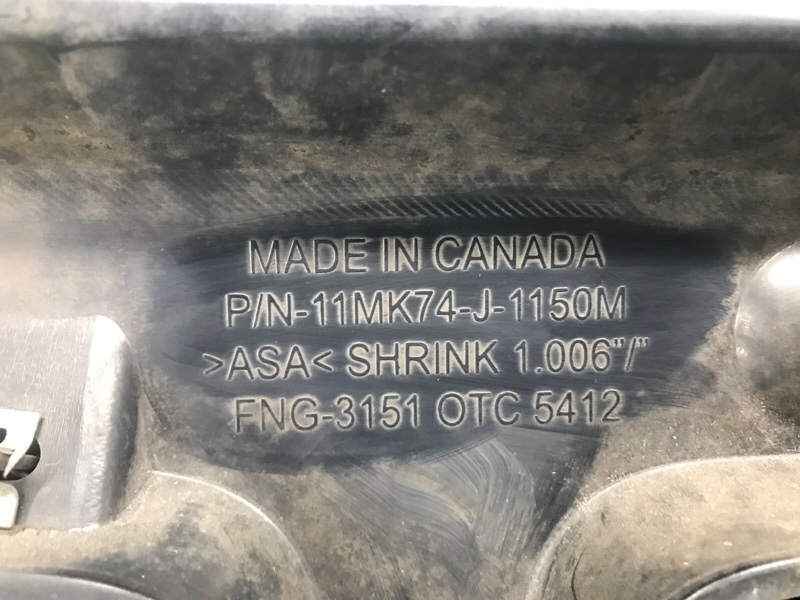 MADE IN CANADA
P/N-11MK74-J-1150M
>ASA< SHRINK 1.006"/"
FNG-3151 OTC 5412